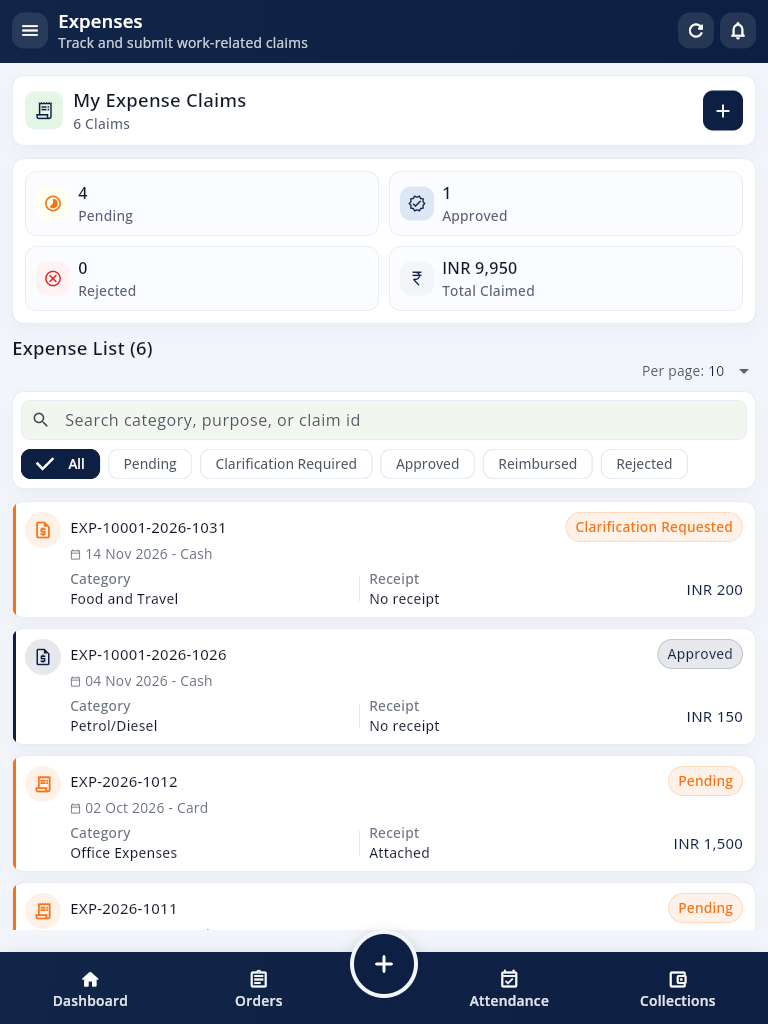 Expenses
Track and submit work-related claims
My Expense Claims
6 Claims
4
Pending
1
Approved
0
Rejected
INR 9,950
Total Claimed
Expense List (6)
Per page: 10
Search category, purpose, or claim id
All
Pending
Clarification Required
Approved
Reimbursed
Rejected
EXP-10001-2026-1031
Clarification Requested
14 Nov 2026 - Cash
Category
Food and Travel
Receipt
No receipt
INR 200
EXP-10001-2026-1026
Approved
04 Nov 2026 - Cash
Category
Petrol/Diesel
Receipt
No receipt
INR 150
EXP-2026-1012
Pending
02 Oct 2026 - Card
Category
Office Expenses
Receipt
Attached
INR 1,500
EXP-2026-1011
Pending
Dashboard
Orders
Attendance
Collections